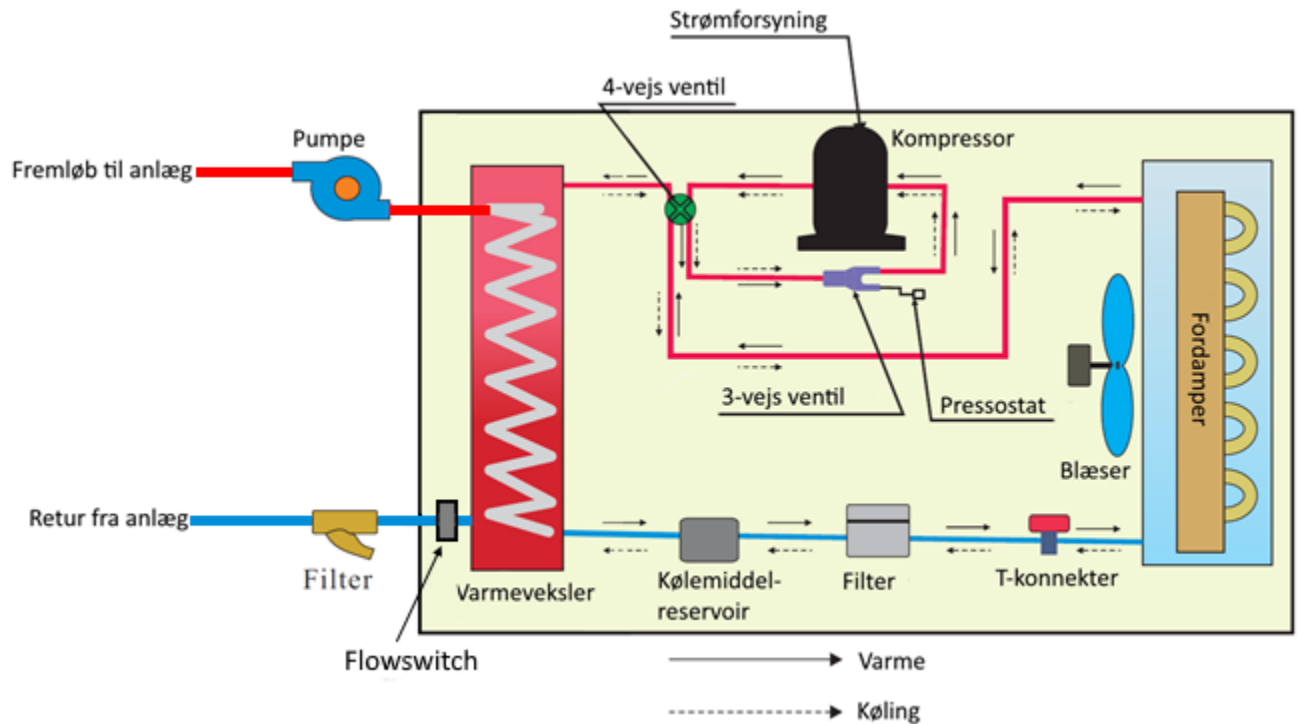 Strømforsyning
4-vejs ventil
Pumpe
Kompressor
Fremløb til anlæg
Fordamper
3-vejs ventil
Pressostat
Blæser
Retur fra anlæg
Filter
Varmeveksler
Kølemiddel-
reservoir
Filter
T-konnekter
Flowswitch
Varme
Køling